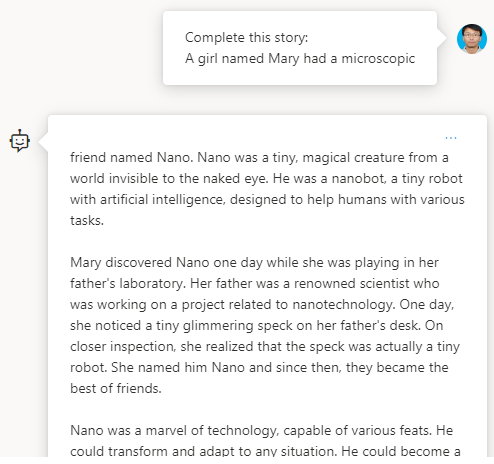 Complete this story:
A girl named Mary had a microscopic
...
friend named Nano. Nano was a tiny, magical creature from a
world invisible to the naked eye. He was a nanobot, a tiny robot
with artificial intelligence, designed to help humans with various
tasks.
Mary discovered Nano one day while she was playing in her
father's laboratory. Her father was a renowned scientist who
was working on a project related to nanotechnology. One day,
she noticed a tiny glimmering speck on her father's desk. On
closer inspection, she realized that the speck was actually a tiny
robot. She named him Nano and since then, they became the
best of friends.
Nano was a marvel of technology, capable of various feats. He
could transform and adapt to any situation. He could become a